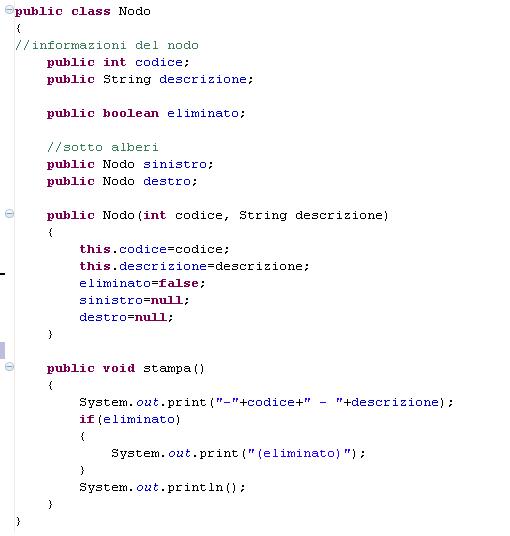 public class Nodo
{
//informazioni del nodo
    public int codice;
    public String descrizione;

    public boolean eliminato;

    //sotto alberi
    public Nodo sinistro;
    public Nodo destro;

    public Nodo(int codice, String descrizione)
    {
        this.codice=codice;
        this.descrizione=descrizione;
        eliminato=false;
        sinistro=null;
        destro=null;
    }

    public void stampa()
    {
        System.out.print("-"+codice+" - "+descrizione);
        if(eliminato)
        {
            System.out.print("(eliminato)");
        }
        System.out.println();
    }
}